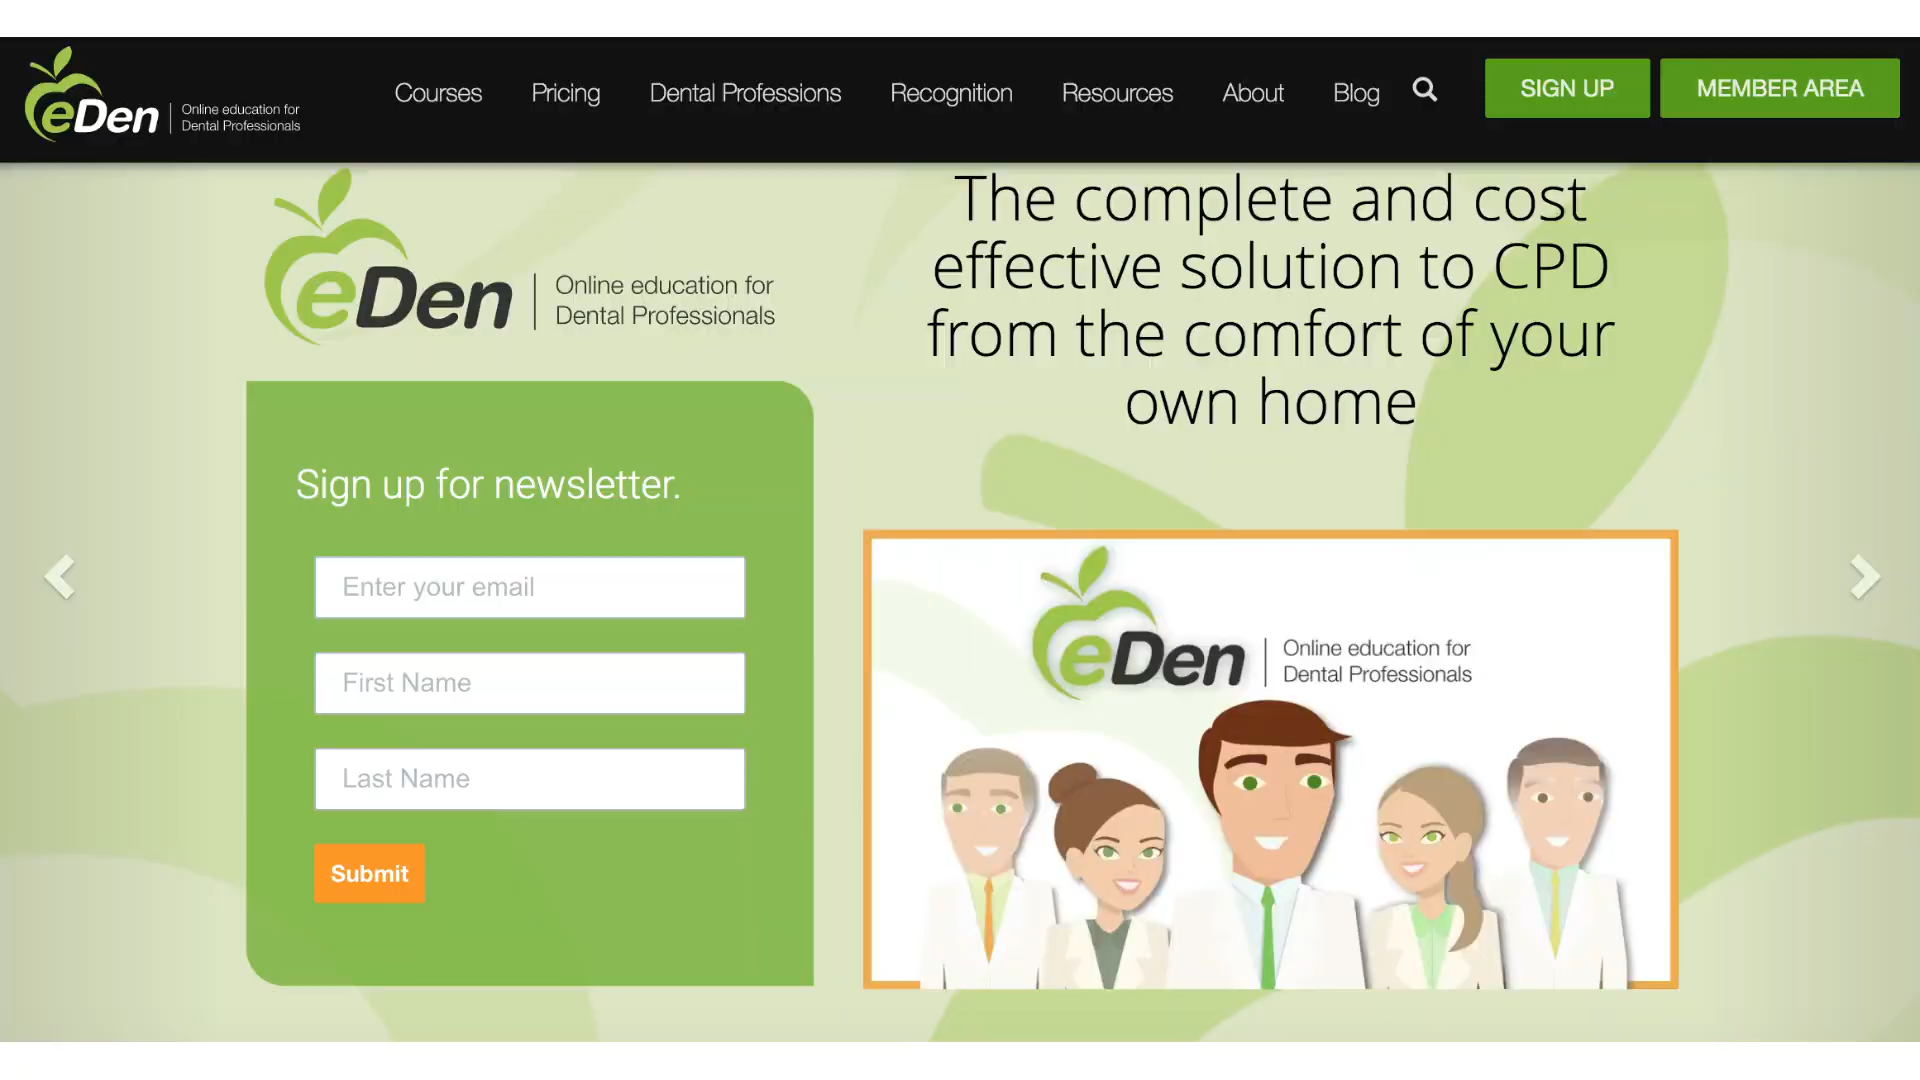 eDen
Online education for
Dental Professionals
Courses
Pricing
Dental Professions
Recognition
Resources
About
Blog
SIGN UP
MEMBER AREA
eDen
Online education for
Dental Professionals
The complete and cost
effective solution to CPD
from the comfort of your
own home
Sign up for newsletter.
Enter your email
First Name
Last Name
Submit
eDen
Online education for
Dental Professionals